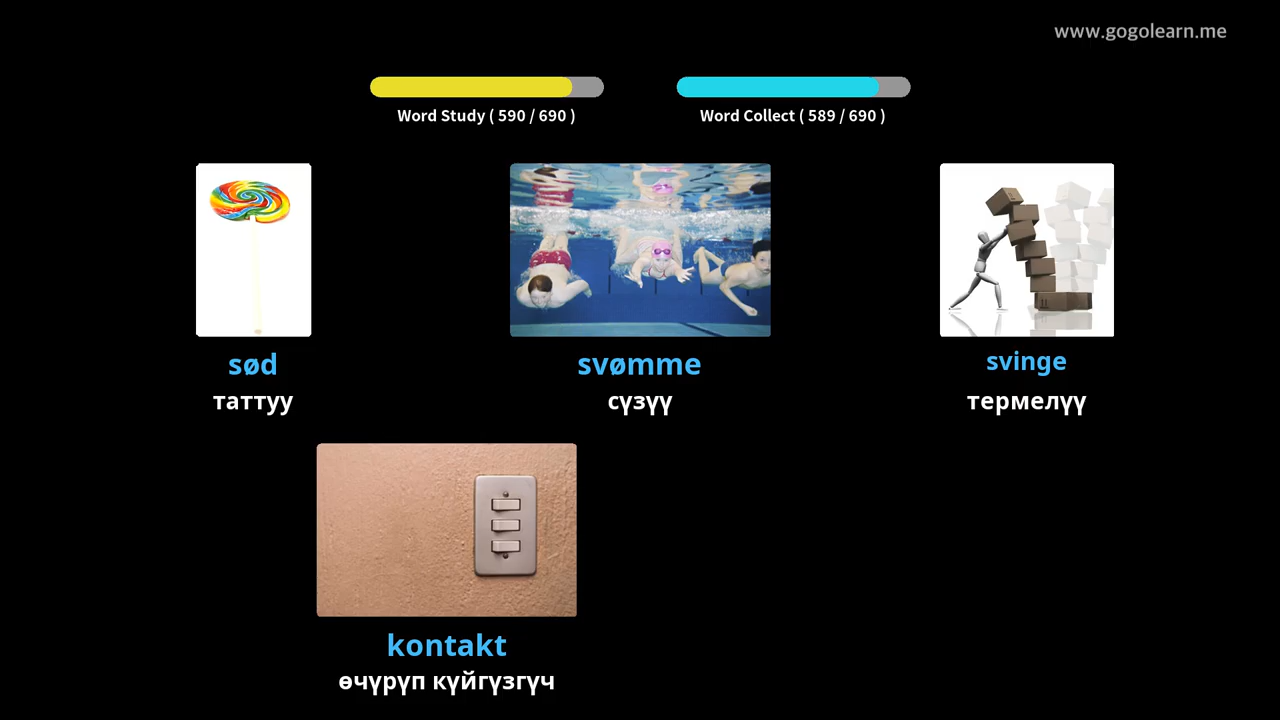 www.gogolearn.me
Word Study ( 590 / 690 )
Word Collect ( 589 / 690 )
sød
svømme
svinge
таттуу
сүзүү
термелүү
kontakt
өчүрүп күйгүзгүч